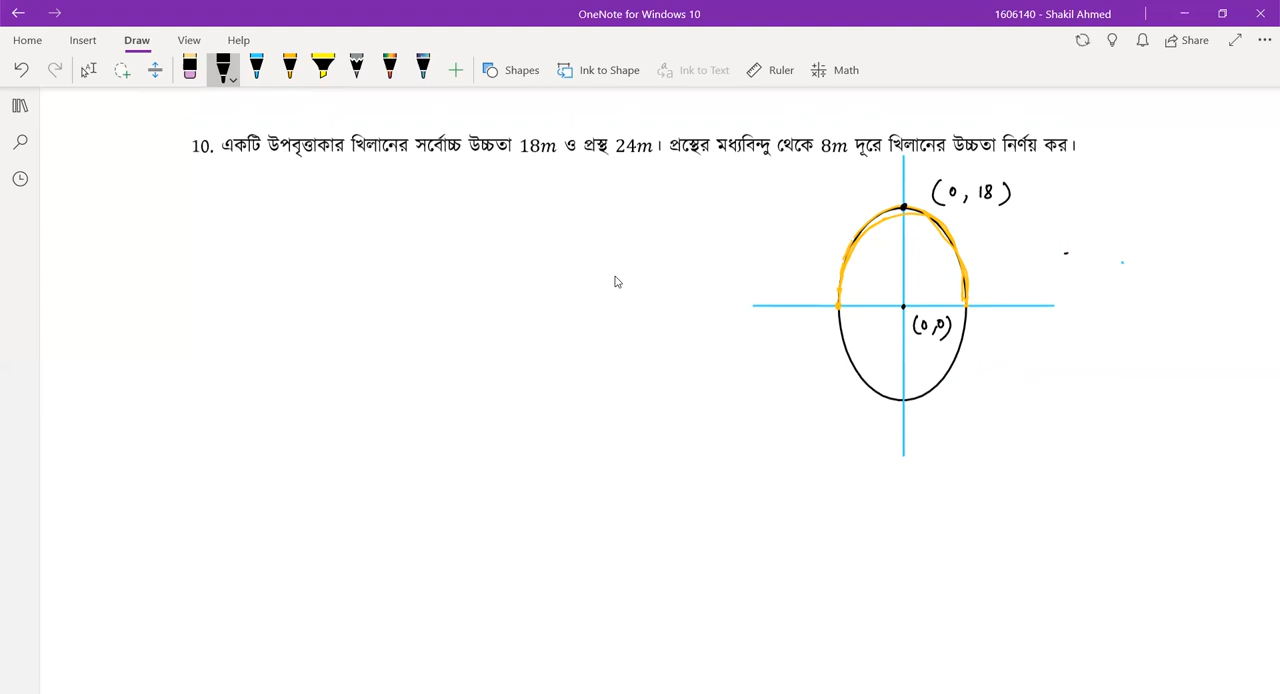 OneNote for Windows 10
1606140 - Shakil Ahmed
Home Insert Draw View Help
Share
Shapes Ink to Shape Ink to Text Ruler Math
10. একটি উপবৃত্তাকার খিলানের সর্বোচ্চ উচ্চতা 18m ও প্রস্থ 24m। প্রস্থের মধ্যবিন্দু থেকে 8m দূরে খিলানের উচ্চতা নির্ণয় কর।
(0, 18)
(0,0)